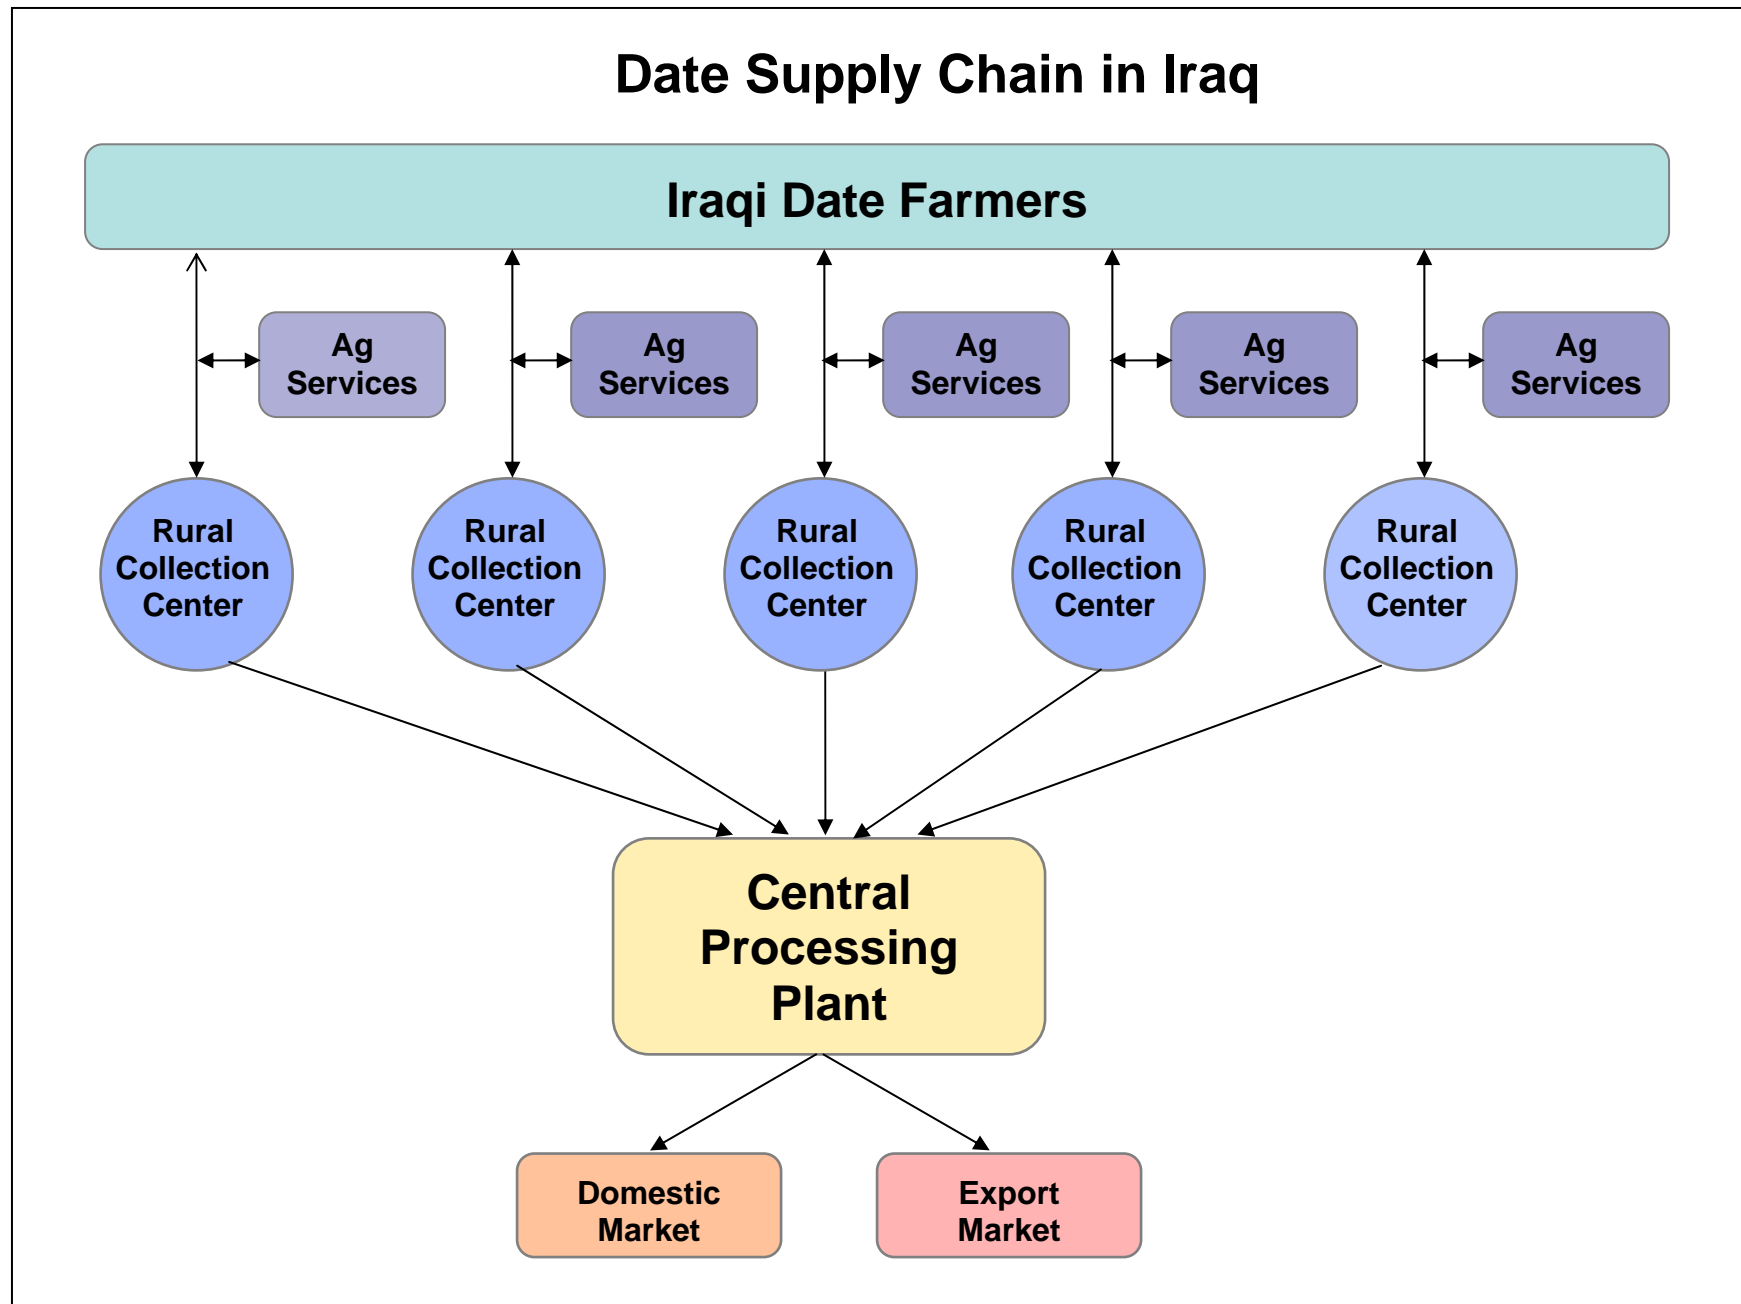 Date Supply Chain in Iraq
Iraqi Date Farmers
Ag
Services
Ag
Services
Ag
Services
Ag
Services
Ag
Services
Rural
Collection
Center
Rural
Collection
Center
Rural
Collection
Center
Rural
Collection
Center
Rural
Collection
Center
Central
Processing
Plant
Domestic
Market
Export
Market